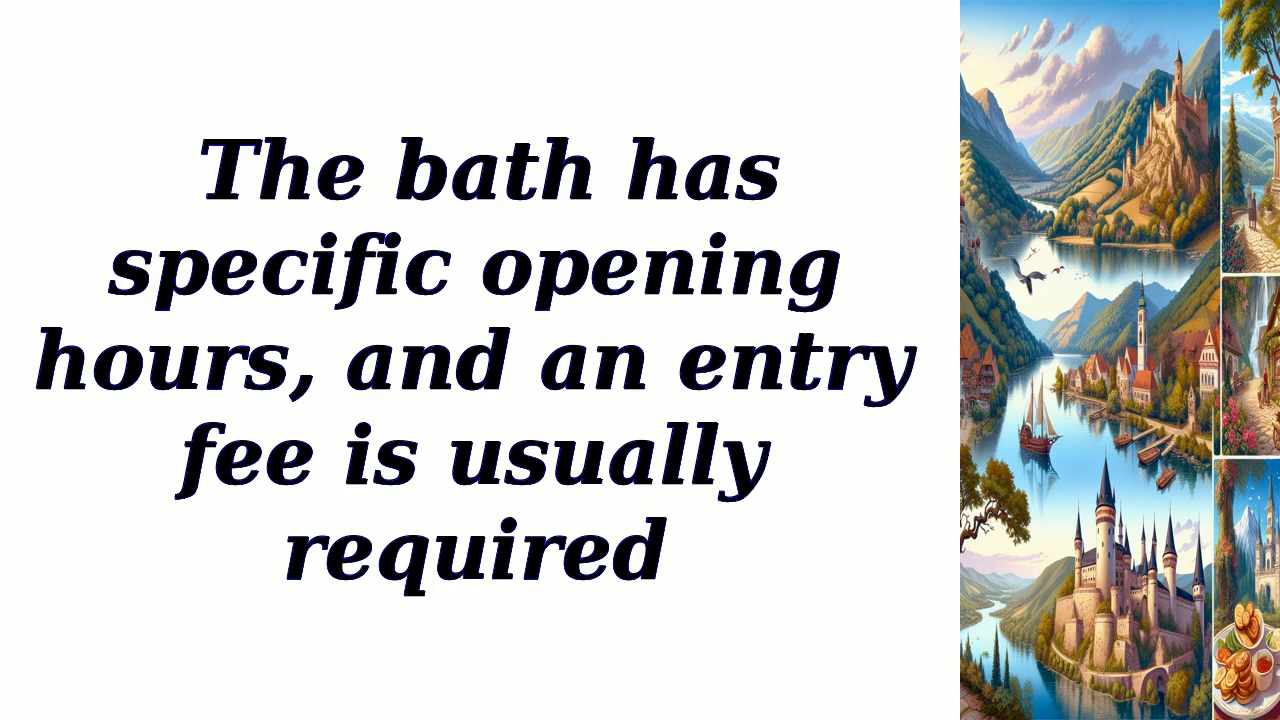 The bath has
specific opening
hours, and an entry
fee is usually
required